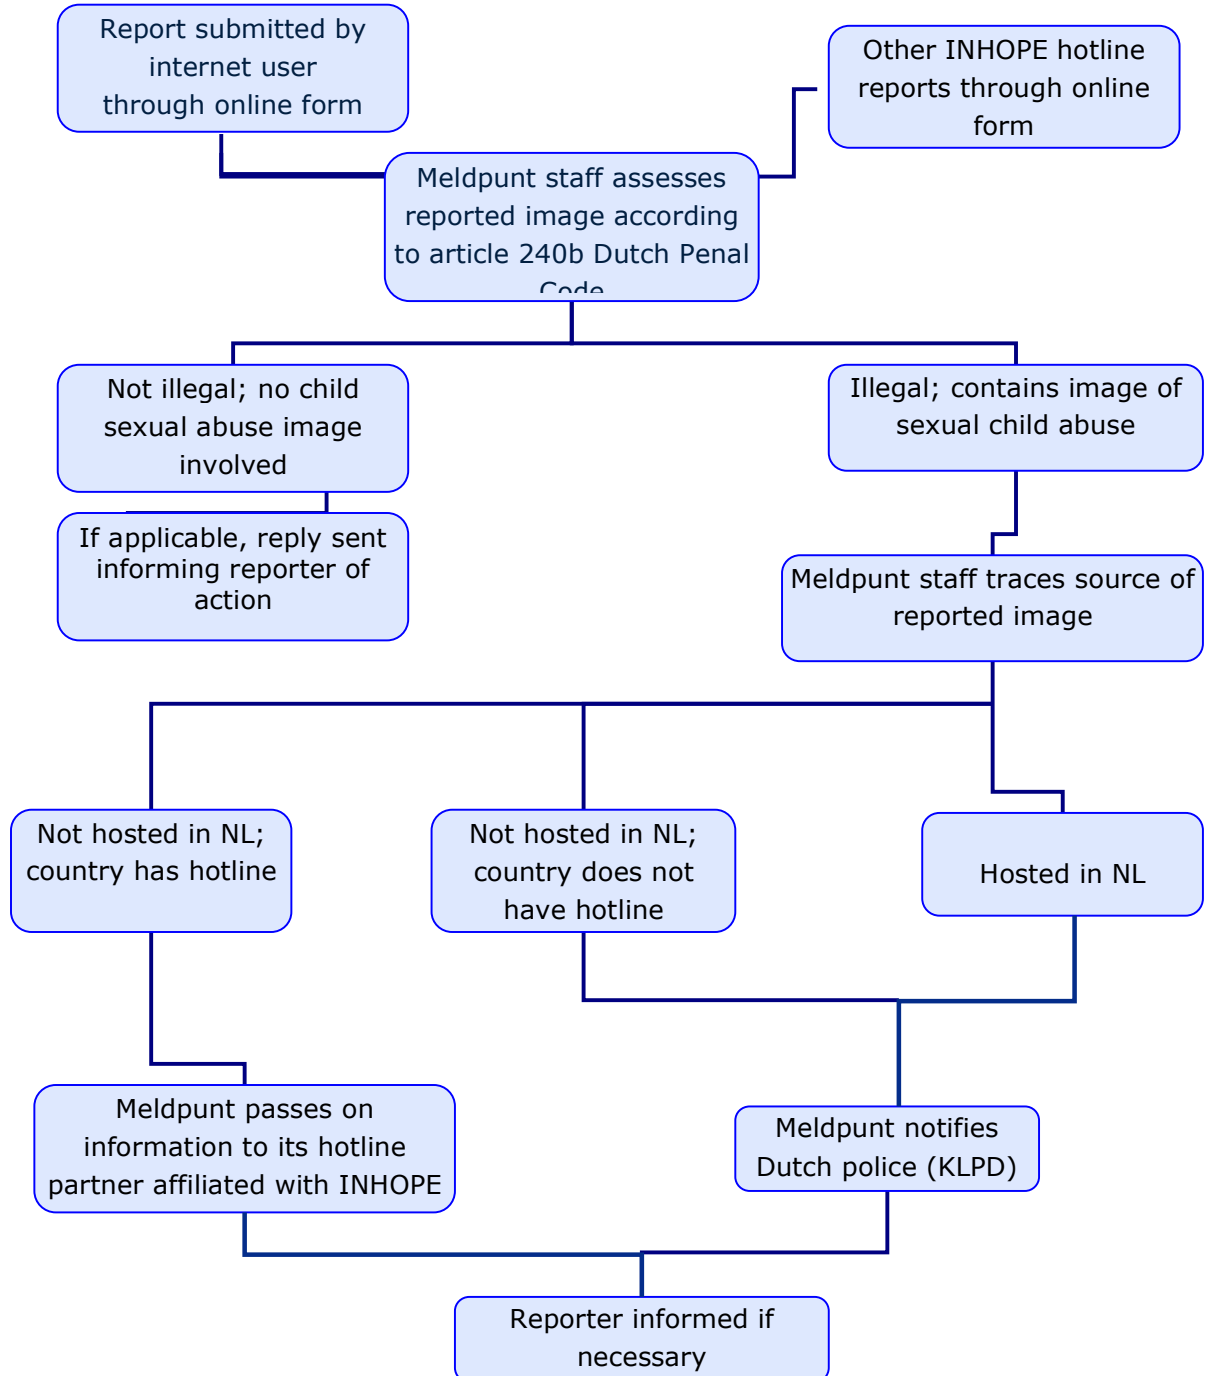 Report submitted by
internet user
through online form
Other INHOPE hotline
reports through online
form
Meldpunt staff assesses
reported image according
to article 240b Dutch Penal
Code
Not illegal; no child
sexual abuse image
involved
Illegal; contains image of
sexual child abuse
If applicable, reply sent
informing reporter of
action
Meldpunt staff traces source of
reported image
Not hosted in NL;
country has hotline
Not hosted in NL;
country does not
have hotline
Hosted in NL
Meldpunt passes on
information to its hotline
partner affiliated with INHOPE
Meldpunt notifies
Dutch police (KLPD)
Reporter informed if
necessary